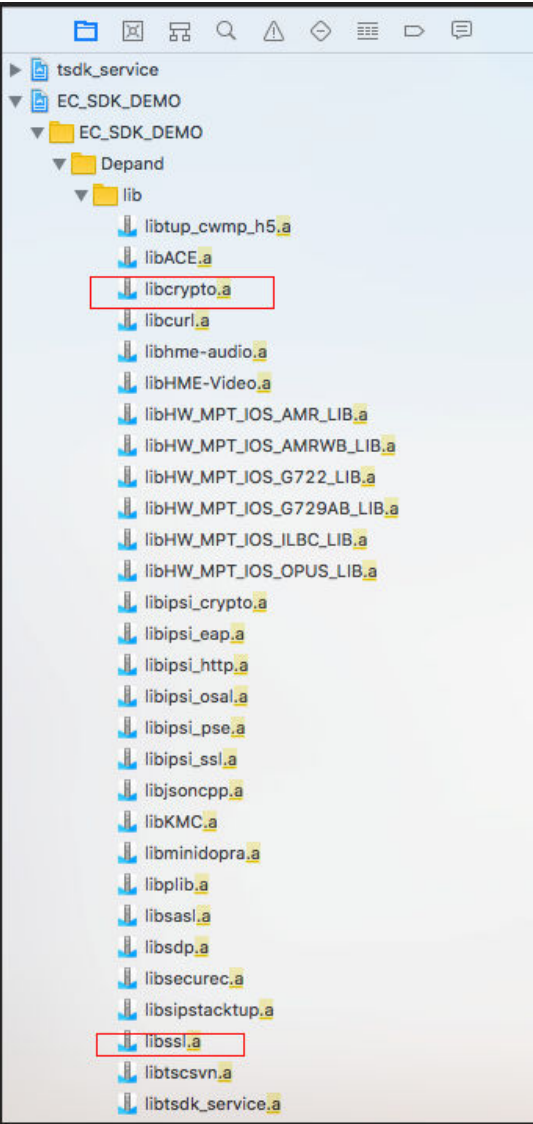 tsdk_service
EC_SDK_DEMO
EC_SDK_DEMO
Depand
lib
libtup_cwmp_h5.a
libACE.a
libcrypto.a
libcurl.a
libhme-audio.a
libHME-Video.a
libHW_MPT_IOS_AMR_LIB.a
libHW_MPT_IOS_AMRWB_LIB.a
libHW_MPT_IOS_G722_LIB.a
libHW_MPT_IOS_G729AB_LIB.a
libHW_MPT_IOS_ILBC_LIB.a
libHW_MPT_IOS_OPUS_LIB.a
libipsi_crypto.a
libipsi_eap.a
libipsi_http.a
libipsi_osal.a
libipsi_pse.a
libipsi_ssl.a
libjsoncpp.a
libKMC.a
libminidopra.a
libplib.a
libsasl.a
libsdp.a
libsecurec.a
libsipstacktup.a
libssl.a
libtscsvn.a
libtsdk_service.a